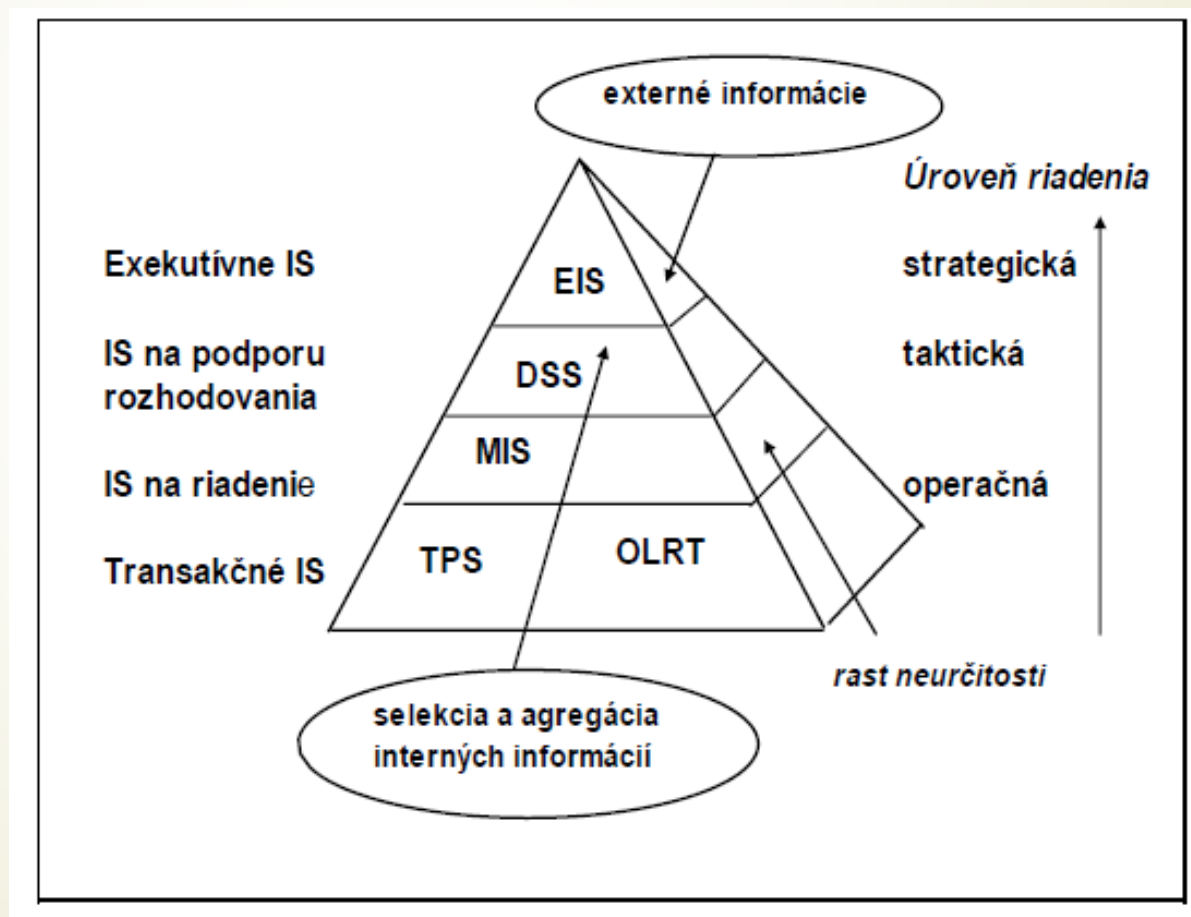 externé informácie
Úroveň riadenia
Exekutívne IS
EIS
strategická
IS na podporu
rozhodovania
DSS
taktická
MIS
IS na riadenie
operačná
Transakčné IS
TPS
OLRT
rast neurčitosti
selekcia a agregácia
interných informácií